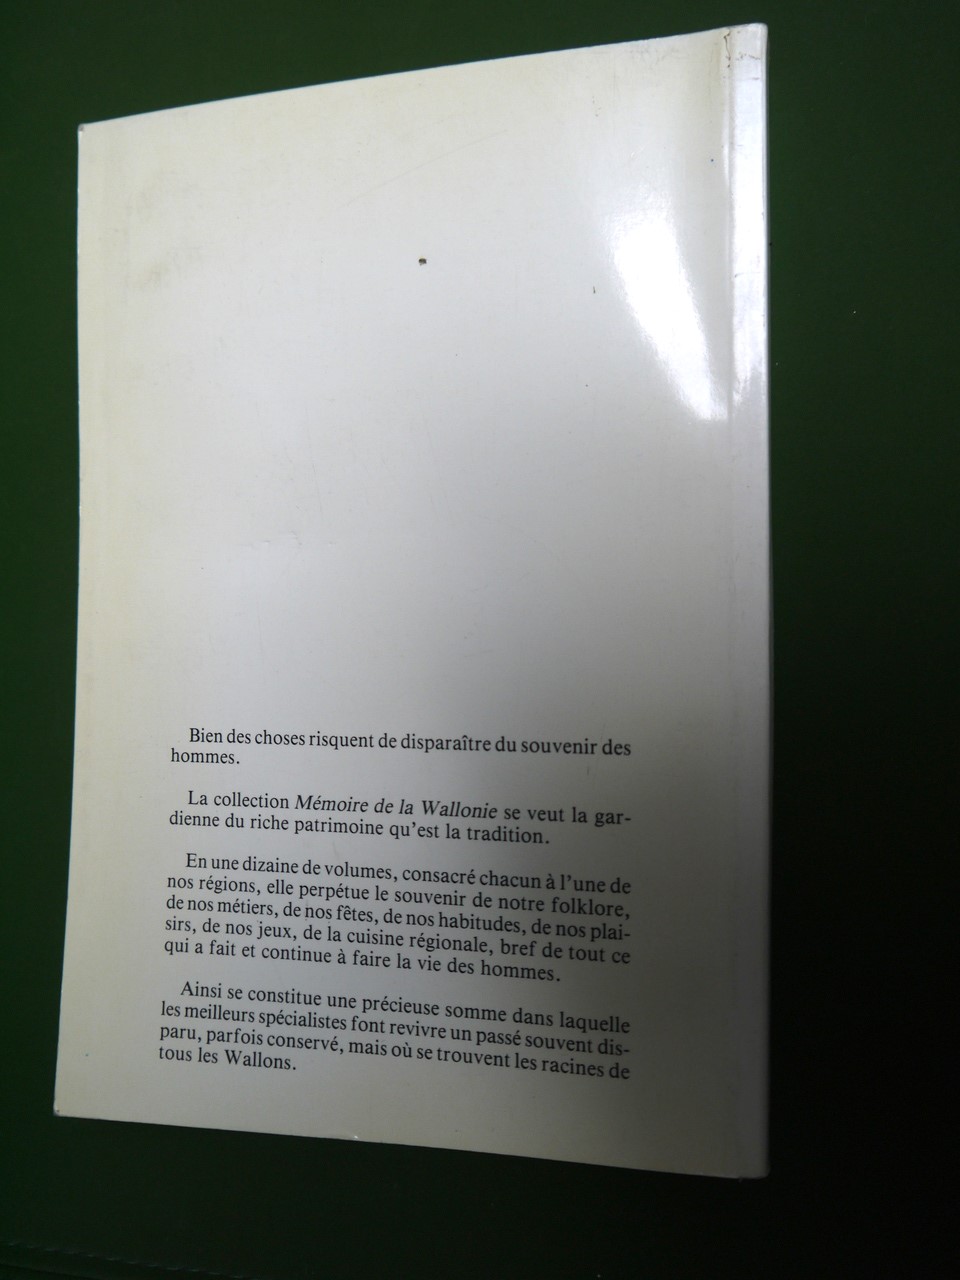 Bien des choses risquent de disparaître du souvenir des
hommes.
La collection Mémoire de la Wallonie se veut la gar-
dienne du riche patrimoine qu'est la tradition.
En une dizaine de volumes, consacré chacun à l'une de
nos régions, elle perpétue le souvenir de notre folklore,
de nos métiers, de nos fêtes, de nos habitudes, de nos plai-
sirs, de nos jeux, de la cuisine régionale, bref de tout ce
qui a fait et continue à faire la vie des hommes.
Ainsi se constitue une précieuse somme dans laquelle
les meilleurs spécialistes font revivre un passé souvent dis-
paru, parfois conservé, mais où se trouvent les racines de
tous les Wallons.